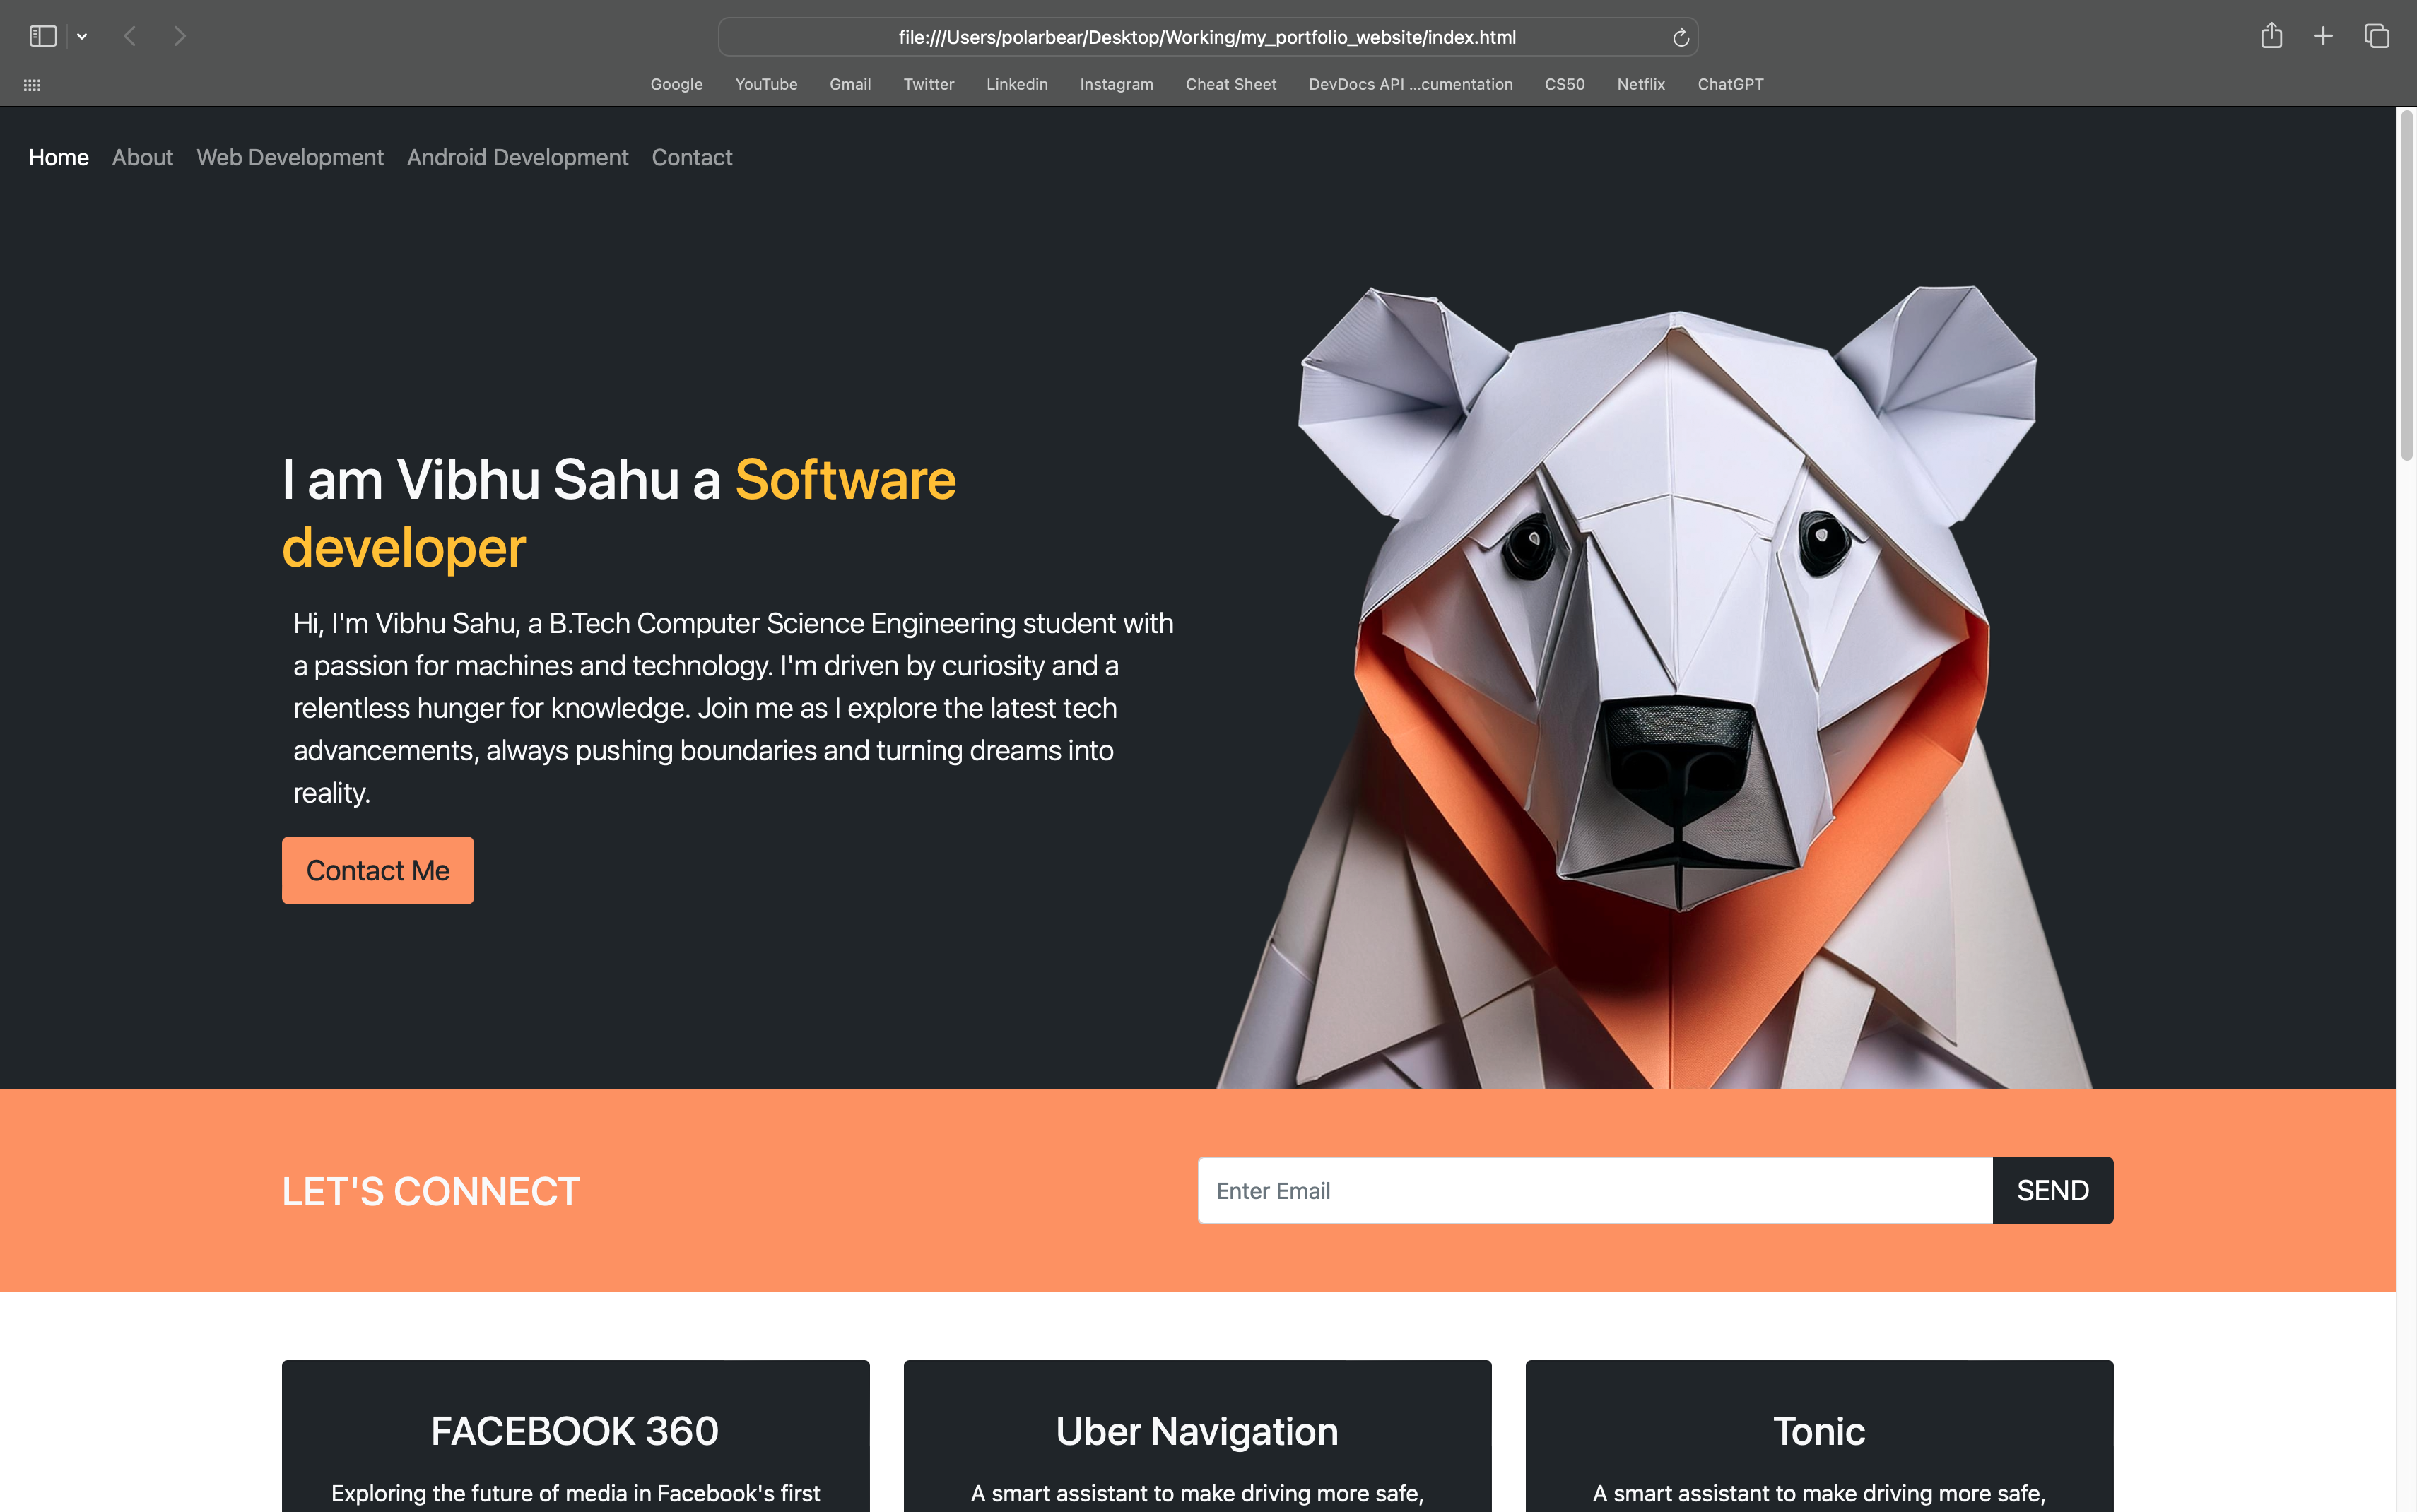 file:///Users/polarbear/Desktop/Working/my_portfolio_website/index.html
Google YouTube Gmail Twitter Linkedin Instagram Cheat Sheet DevDocs API ...cumentation CS50 Netflix ChatGPT
Home About Web Development Android Development Contact
I am Vibhu Sahu a Software
developer
Hi, I'm Vibhu Sahu, a B.Tech Computer Science Engineering student with
a passion for machines and technology. I'm driven by curiosity and a
relentless hunger for knowledge. Join me as I explore the latest tech
advancements, always pushing boundaries and turning dreams into
reality.
Contact Me
LET'S CONNECT
Enter Email
SEND
FACEBOOK 360
Exploring the future of media in Facebook's first
Uber Navigation
A smart assistant to make driving more safe,
Tonic
A smart assistant to make driving more safe,